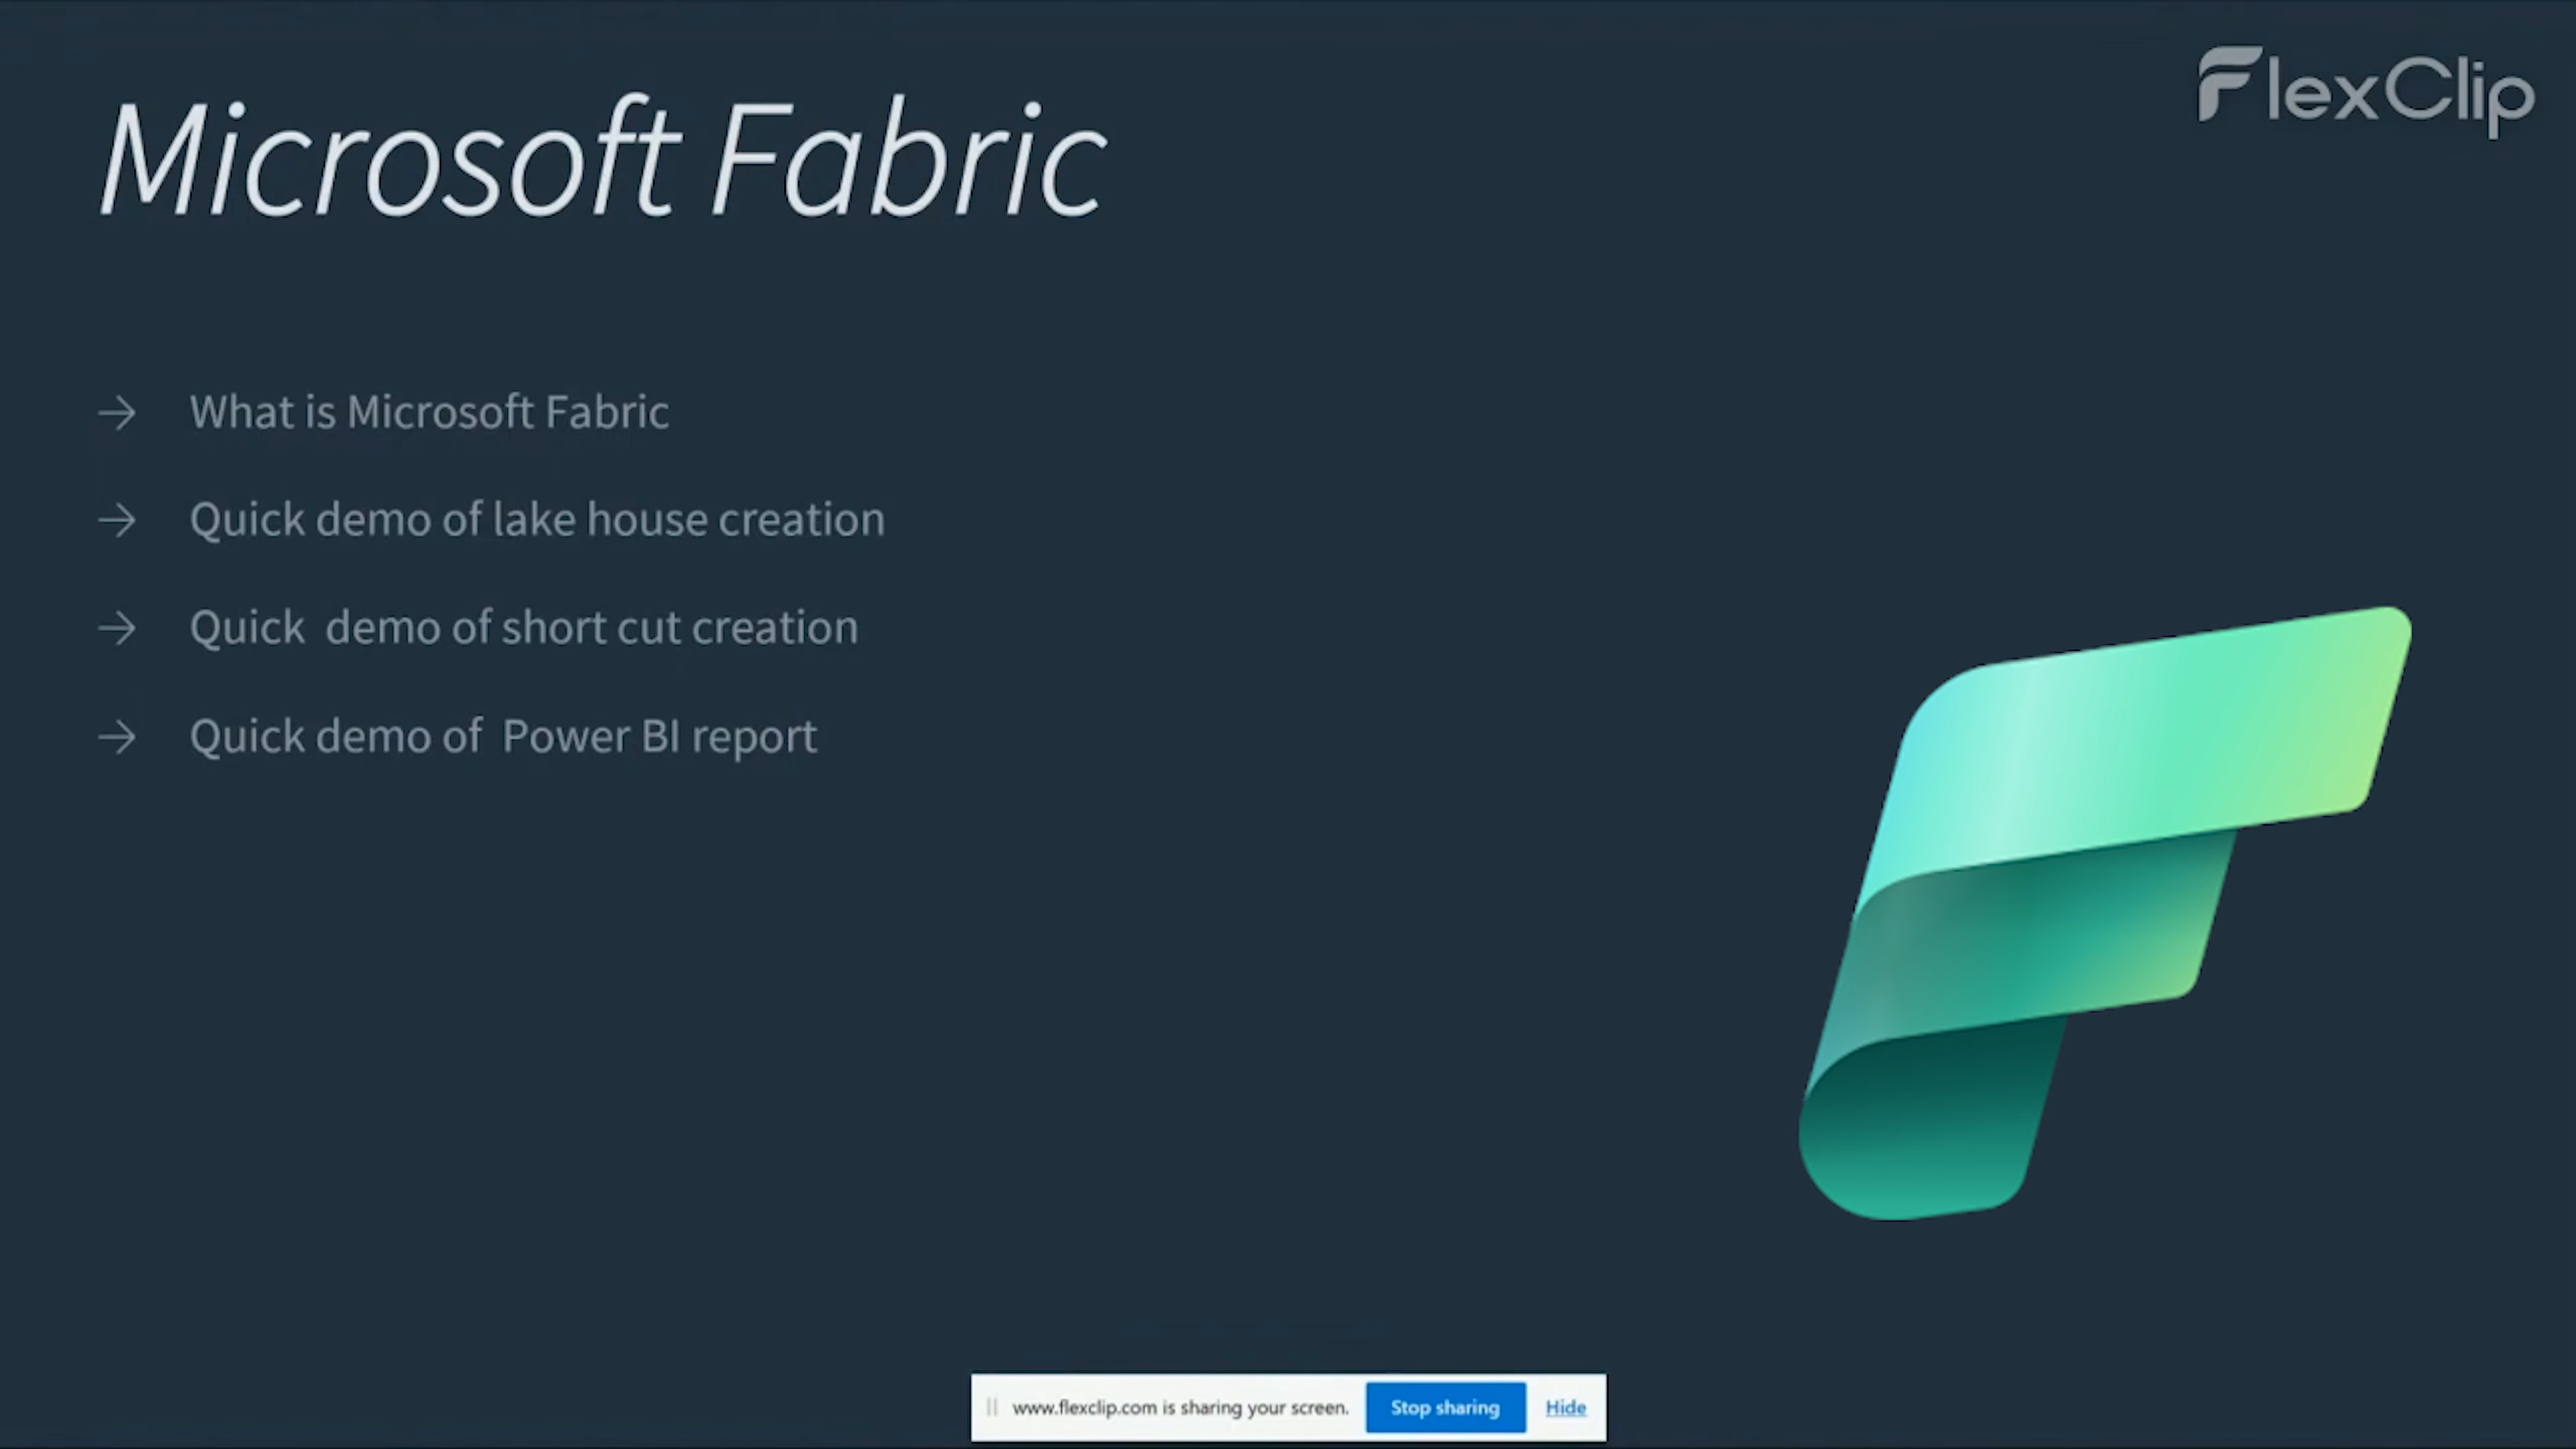 FlexClip
Microsoft Fabric
→ What is Microsoft Fabric
→ Quick demo of lake house creation
→ Quick  demo of short cut creation
→ Quick demo of  Power BI report
www.flexclip.com is sharing your screen. Stop sharing Hide